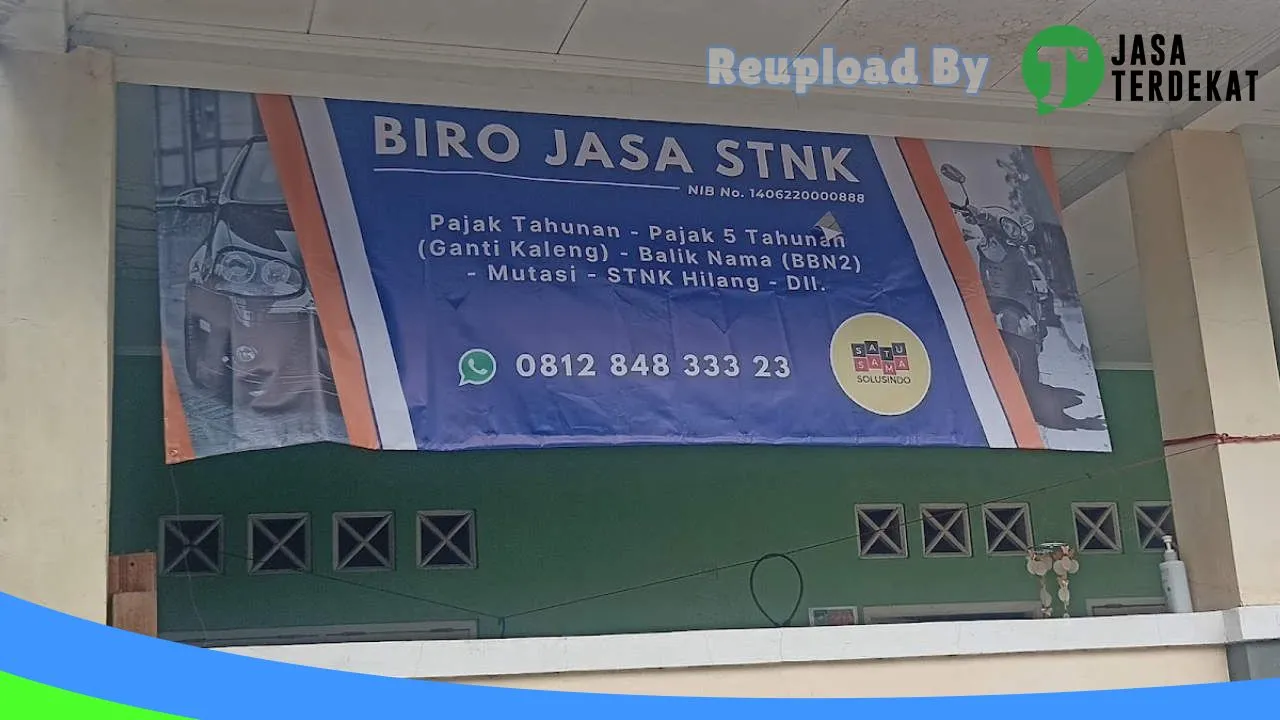 Reupload By
JASA
TERDEKAT
BIRO JASA STNK
NIB No. 1406220000888
Pajak Tahunan - Pajak 5 Tahunan
(Ganti Kaleng) - Balik Nama (BBN2)
- Mutasi - STNK Hilang - Dll.
0812 848 333 23
SATU
SAMA
SOLUSINDO